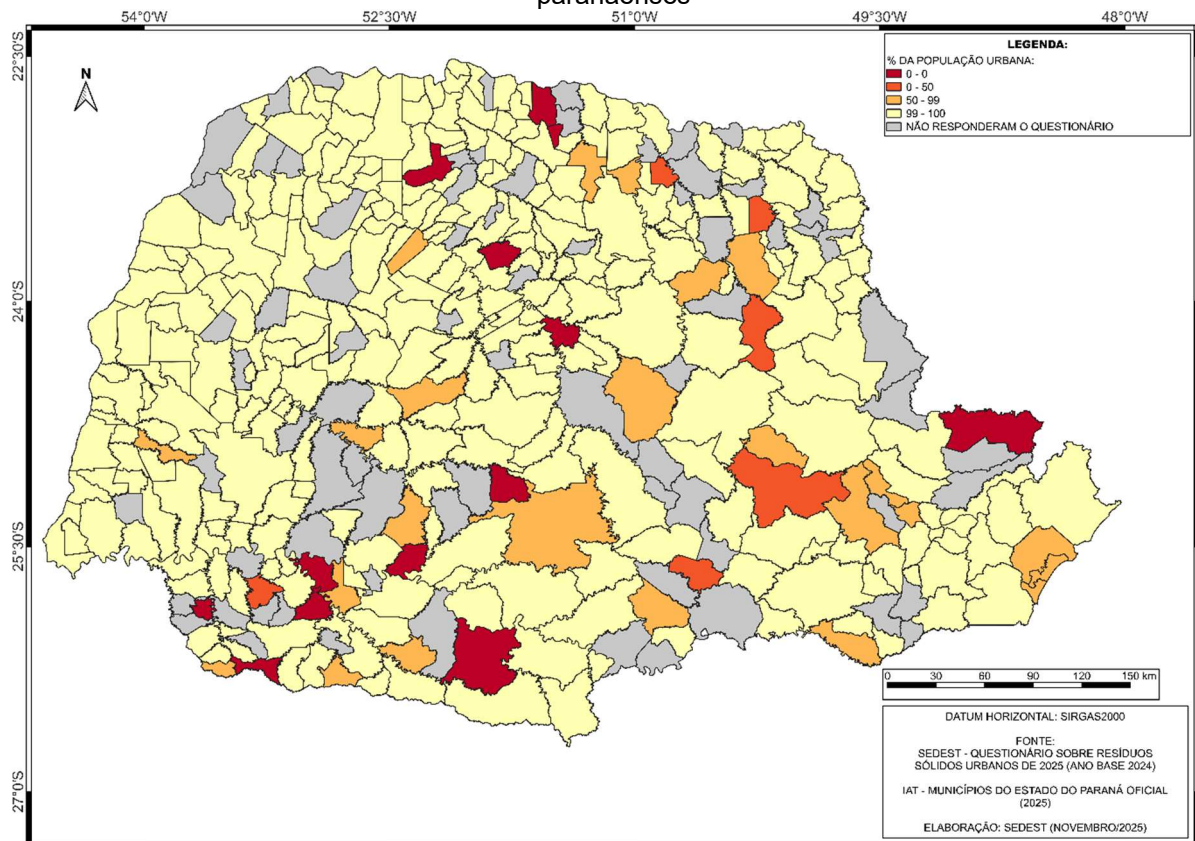 paranaenses
54°0'W 52°30'W 51°0'W 49°30'W 48°0'W
22°30'S
24°0'S
25°30'S
27°0'S
N
LEGENDA:
% DA POPULAÇÃO URBANA:
0 - 0
0 - 50
50 - 99
99 - 100
NÃO RESPONDERAM O QUESTIONÁRIO
0 30 60 90 120 150 km
DATUM HORIZONTAL: SIRGAS2000
FONTE:
SEDEST - QUESTIONÁRIO SOBRE RESÍDUOS
SÓLIDOS URBANOS DE 2025 (ANO BASE 2024)
IAT - MUNICÍPIOS DO ESTADO DO PARANÁ OFICIAL
(2025)
ELABORAÇÃO: SEDEST (NOVEMBRO/2025)